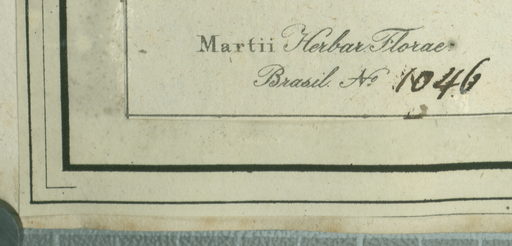 Martii Herbar. Florae
Brasil. No 1046